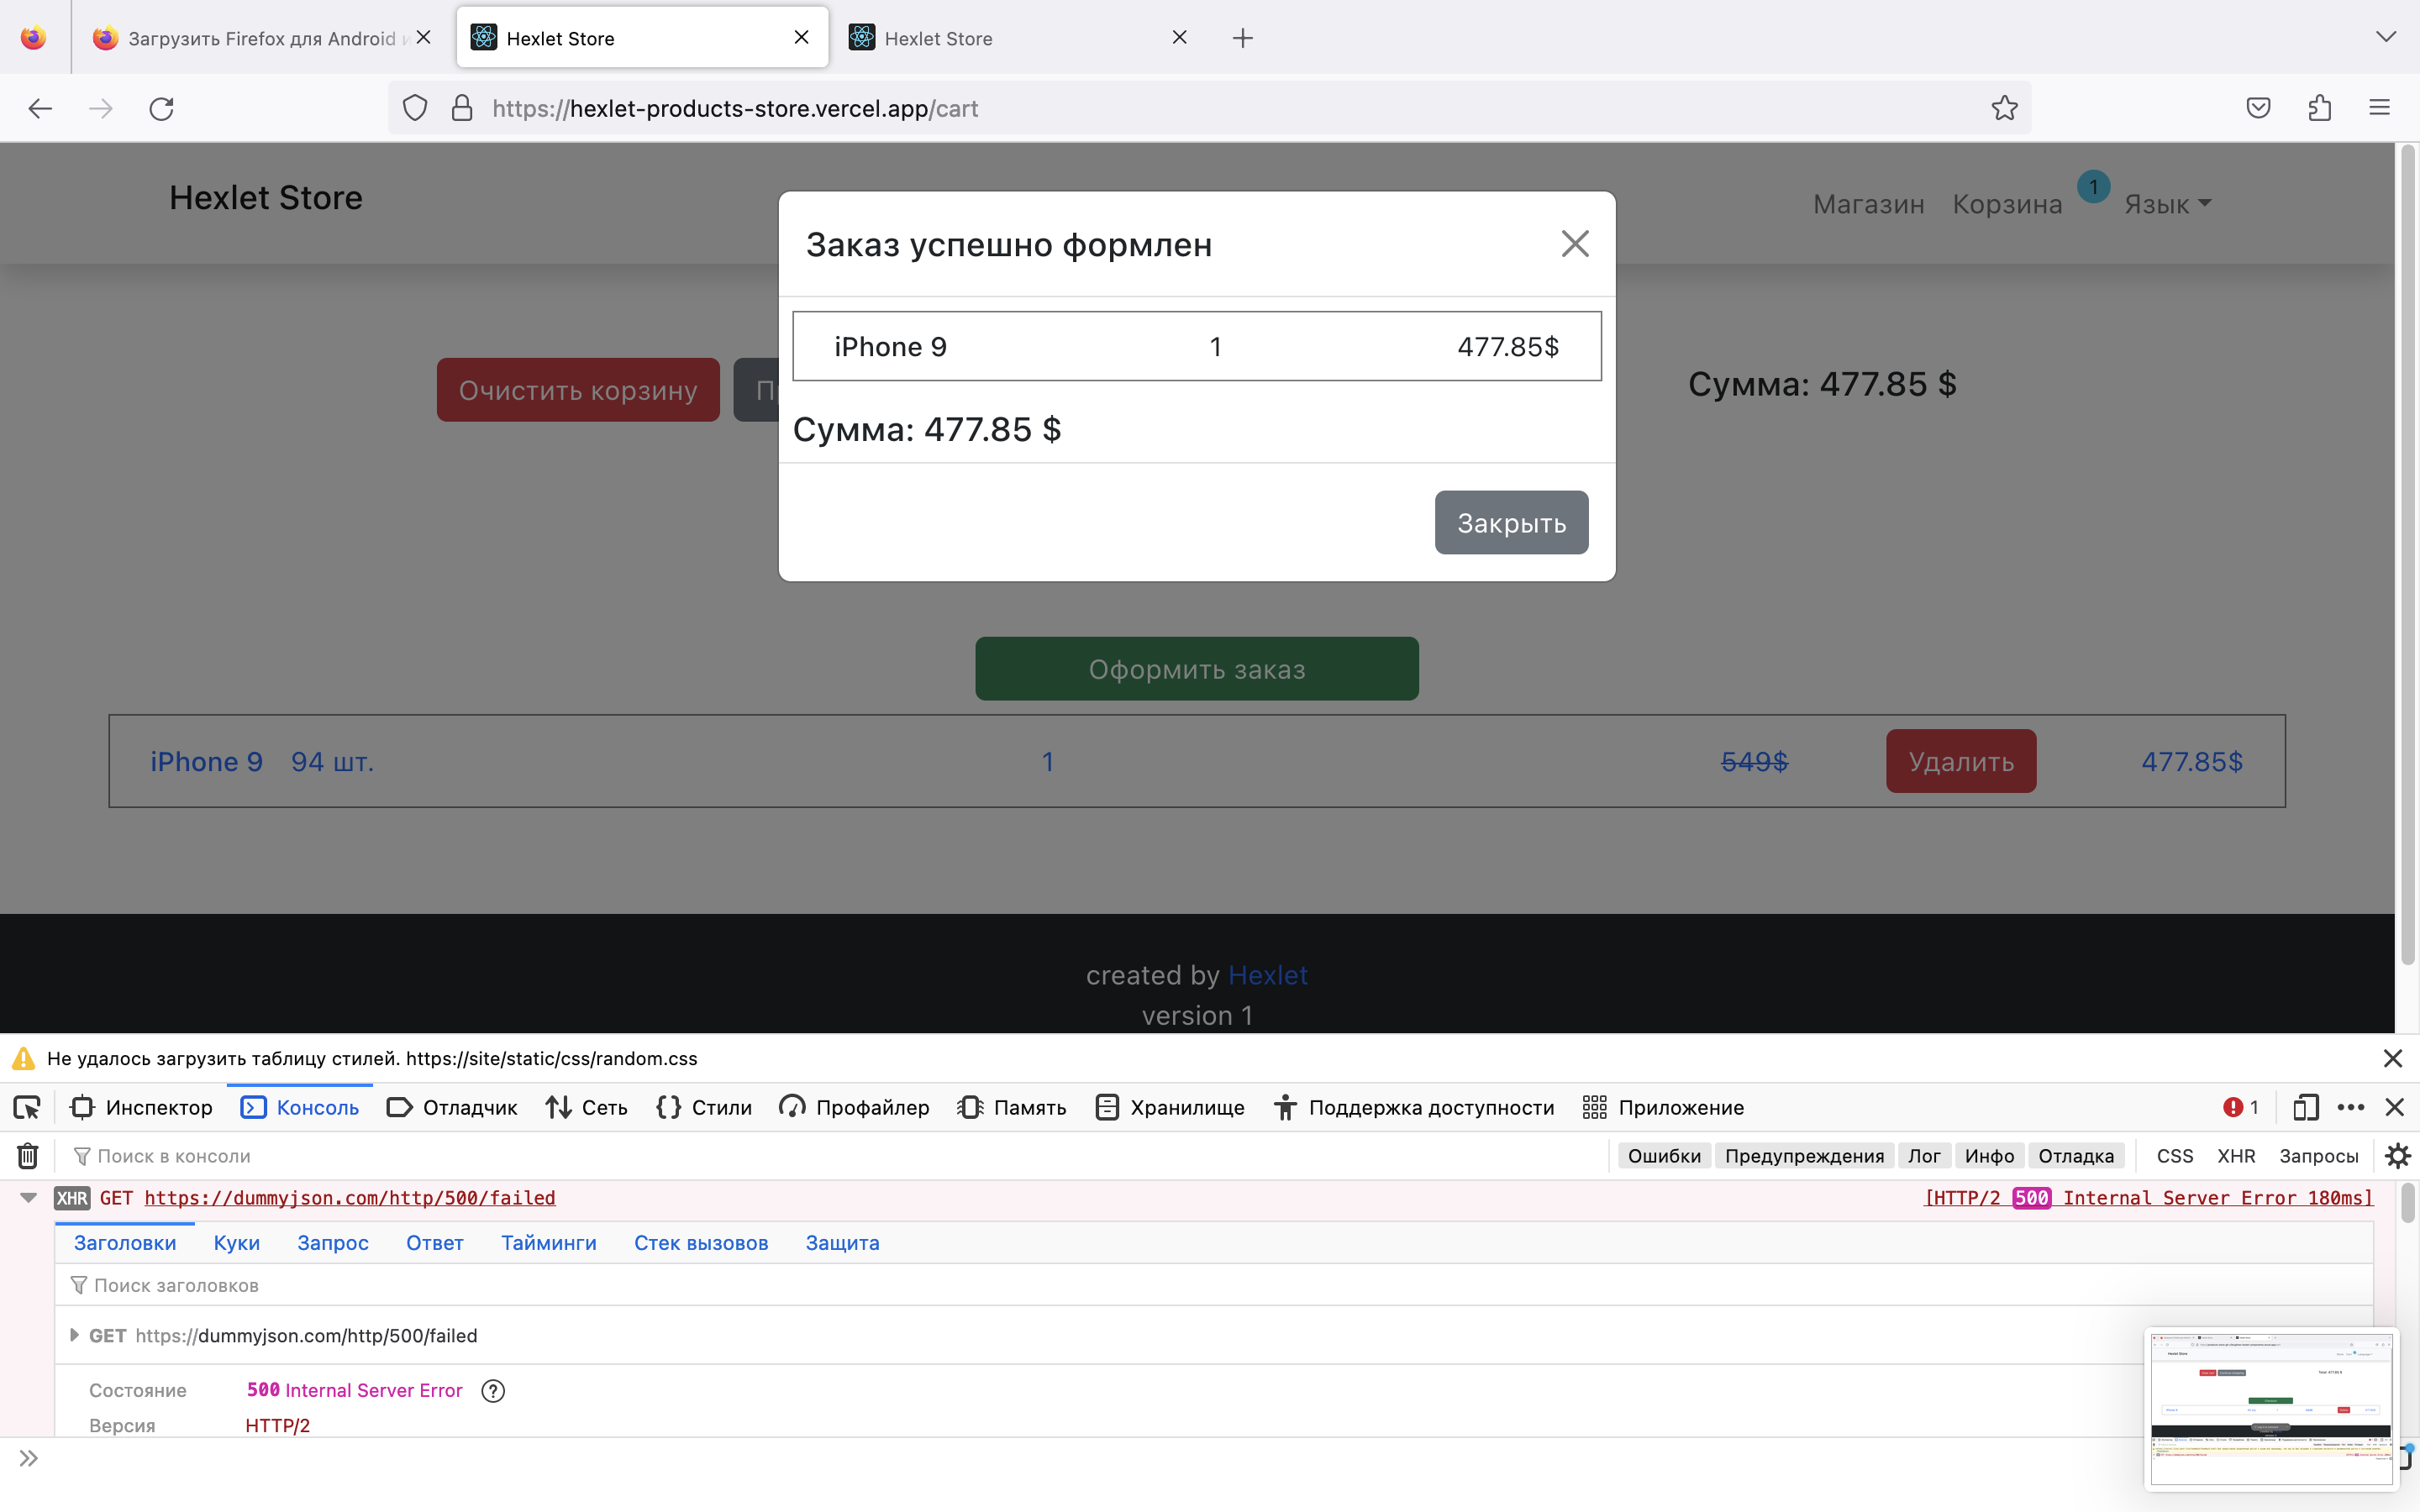 Загрузить Firefox для Android и
Hexlet Store
Hexlet Store
https://hexlet-products-store.vercel.app/cart
Hexlet Store
Магазин Корзина 1 Язык
Заказ успешно формлен
iPhone 9 1 477.85$
Сумма: 477.85 $
Закрыть
Очистить корзину
Сумма: 477.85 $
Оформить заказ
iPhone 9 94 шт. 1 549$ Удалить 477.85$
created by Hexlet
version 1
Не удалось загрузить таблицу стилей. https://site/static/css/random.css
Инспектор Консоль Отладчик Сеть Стили Профайлер Память Хранилище Поддержка доступности Приложение 1
Поиск в консоли Ошибки Предупреждения Лог Инфо Отладка CSS XHR Запросы
XHR GET https://dummyjson.com/http/500/failed [HTTP/2 500 Internal Server Error 180ms]
Заголовки Куки Запрос Ответ Тайминги Стек вызовов Защита
Поиск заголовков
GET https://dummyjson.com/http/500/failed
Состояние 500 Internal Server Error ?
Версия HTTP/2